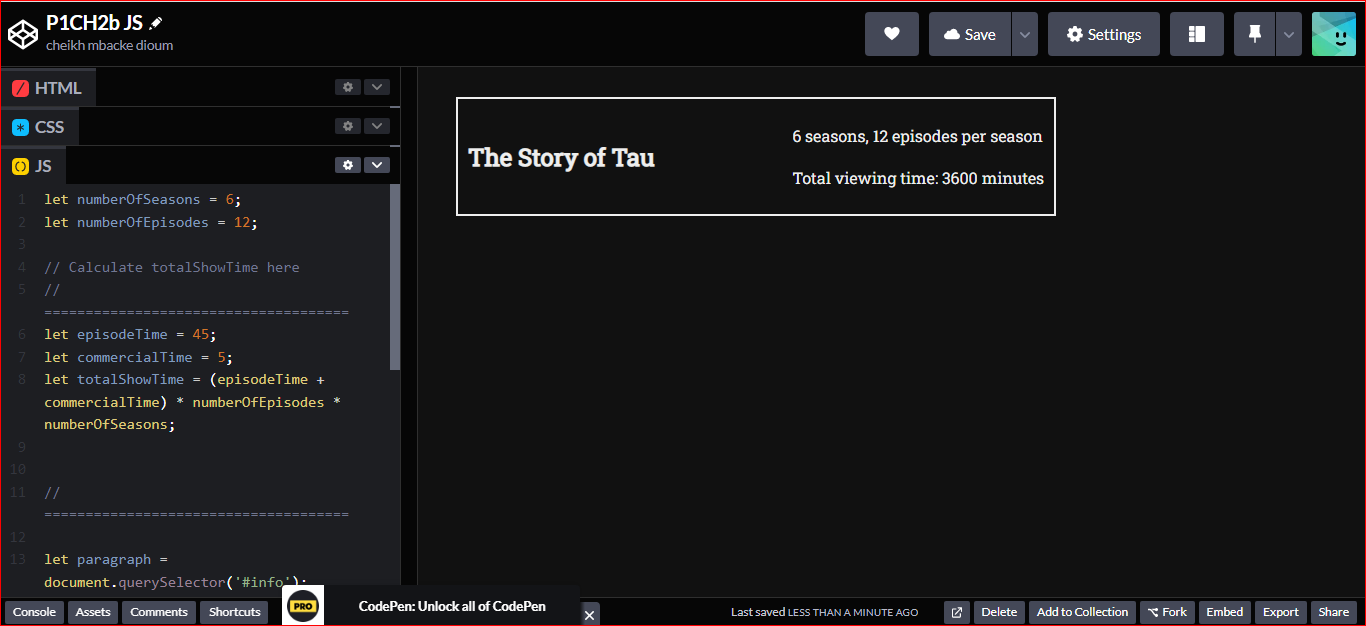 P1CH2b JS
cheikh mbacke dioum
Save
Settings
HTML
CSS
JS
1 let numberOfSeasons = 6;
2 let numberOfEpisodes = 12;
3
4 // Calculate totalShowTime here
5 //
=====================================
6 let episodeTime = 45;
7 let commercialTime = 5;
8 let totalShowTime = (episodeTime +
commercialTime) * numberOfEpisodes *
numberOfSeasons;
9
10
11 //
=====================================
12
13 let paragraph =
document.querySelector('#info');
The Story of Tau
6 seasons, 12 episodes per season
Total viewing time: 3600 minutes
Console Assets Comments Shortcuts
PRO
CodePen: Unlock all of CodePen
Last saved LESS THAN A MINUTE AGO
Delete Add to Collection Fork Embed Export Share